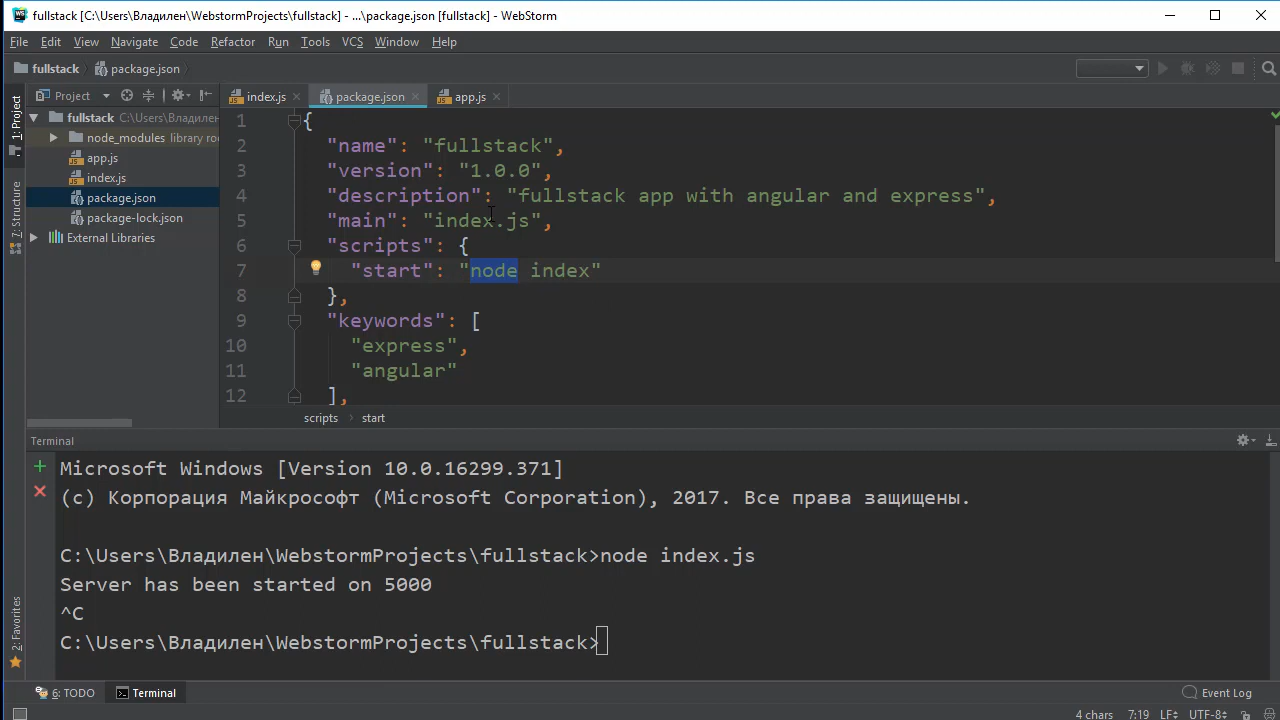 fullstack [C:\Users\Владилен\WebstormProjects\fullstack] - ...\package.json [fullstack] - WebStorm
File Edit View Navigate Code Refactor Run Tools VCS Window Help
fullstack package.json
Project
index.js package.json app.js
1: Project
7: Structure
2: Favorites
fullstack C:\Users\Владилен
node_modules library roo
app.js
index.js
package.json
package-lock.json
External Libraries
1 {
2 "name": "fullstack",
3 "version": "1.0.0",
4 "description": "fullstack app with angular and express",
5 "main": "index.js",
6 "scripts": {
7 "start": "node index"
8 },
9 "keywords": [
10 "express",
11 "angular"
12 ],
scripts start
Terminal
Microsoft Windows [Version 10.0.16299.371]
(c) Корпорация Майкрософт (Microsoft Corporation), 2017. Все права защищены.
C:\Users\Владилен\WebstormProjects\fullstack>node index.js
Server has been started on 5000
^C
C:\Users\Владилен\WebstormProjects\fullstack>
6: TODO Terminal Event Log
4 chars 7:19 LF UTF-8